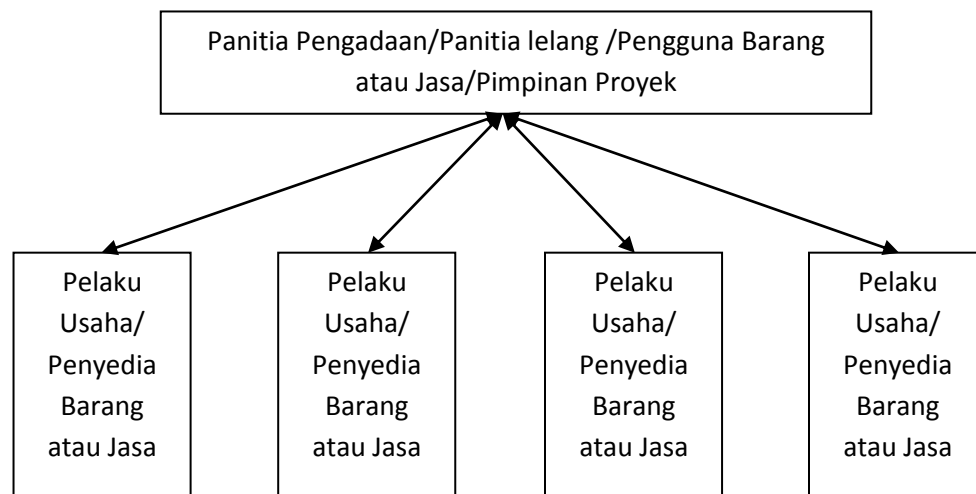 Panitia Pengadaan/Panitia lelang /Pengguna Barang
atau Jasa/Pimpinan Proyek
Pelaku
Usaha/
Penyedia
Barang
atau Jasa
Pelaku
Usaha/
Penyedia
Barang
atau Jasa
Pelaku
Usaha/
Penyedia
Barang
atau Jasa
Pelaku
Usaha/
Penyedia
Barang
atau Jasa